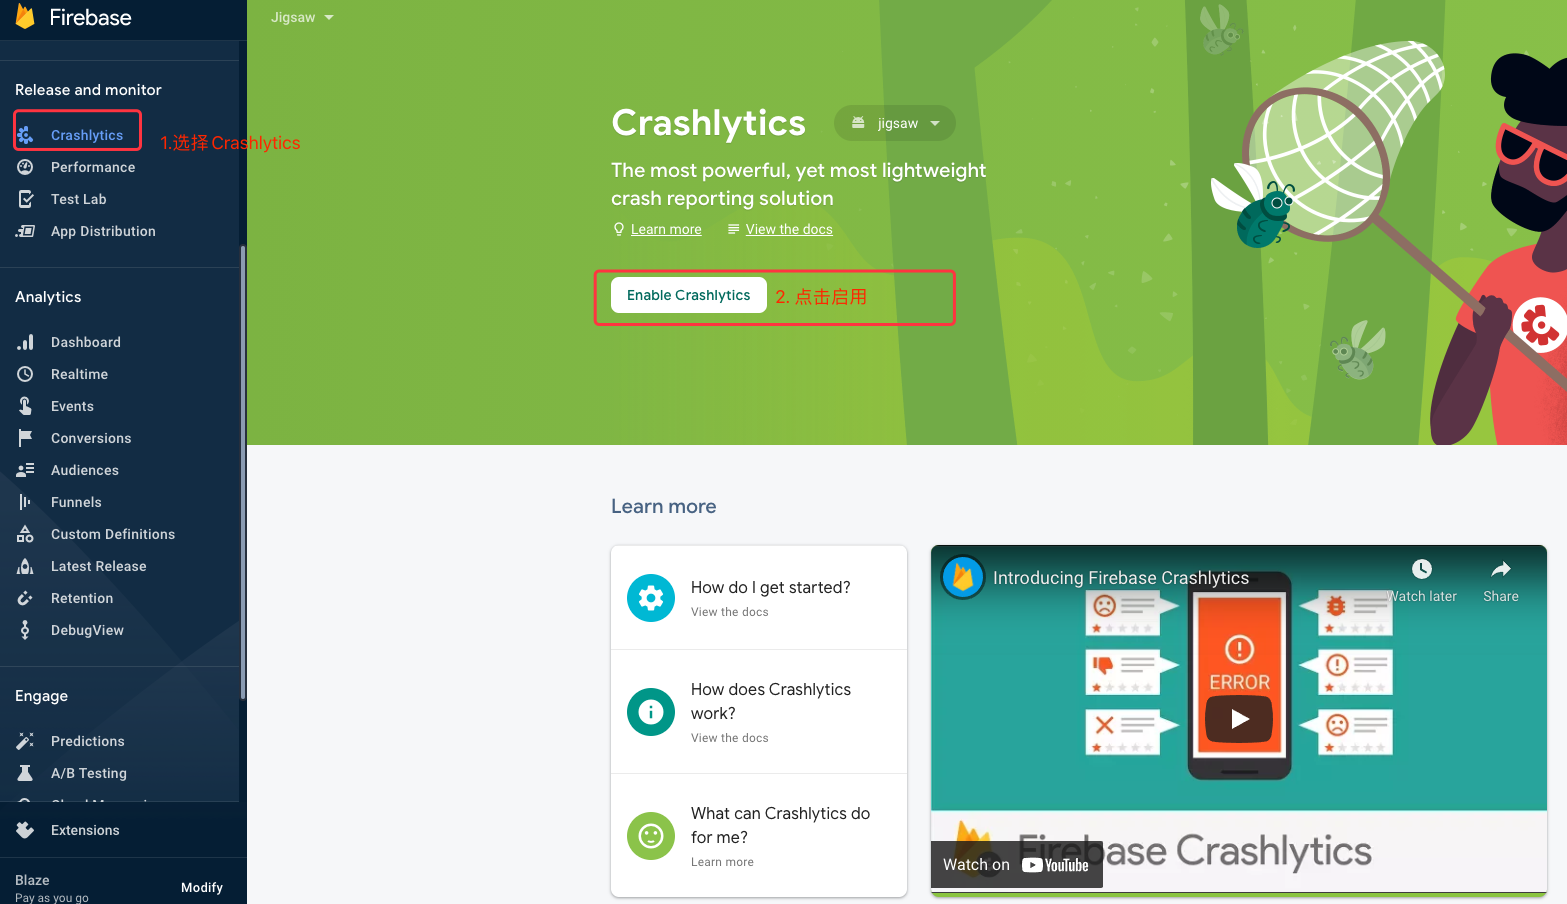 Firebase
Release and monitor
Crashlytics
1.选择 Crashlytics
Performance
Test Lab
App Distribution
Analytics
Dashboard
Realtime
Events
Conversions
Audiences
Funnels
Custom Definitions
Latest Release
Retention
DebugView
Engage
Predictions
A/B Testing
Extensions
Blaze
Pay as you go
Modify
Jigsaw
Crashlytics
jigsaw
The most powerful, yet most lightweight
crash reporting solution
Learn more
View the docs
Enable Crashlytics
2. 点击启用
Learn more
How do I get started?
View the docs
How does Crashlytics
work?
View the docs
What can Crashlytics do
for me?
Learn more
Introducing Firebase Crashlytics
Watch later
Share
ERROR
Firebase Crashlytics
Watch on YouTube